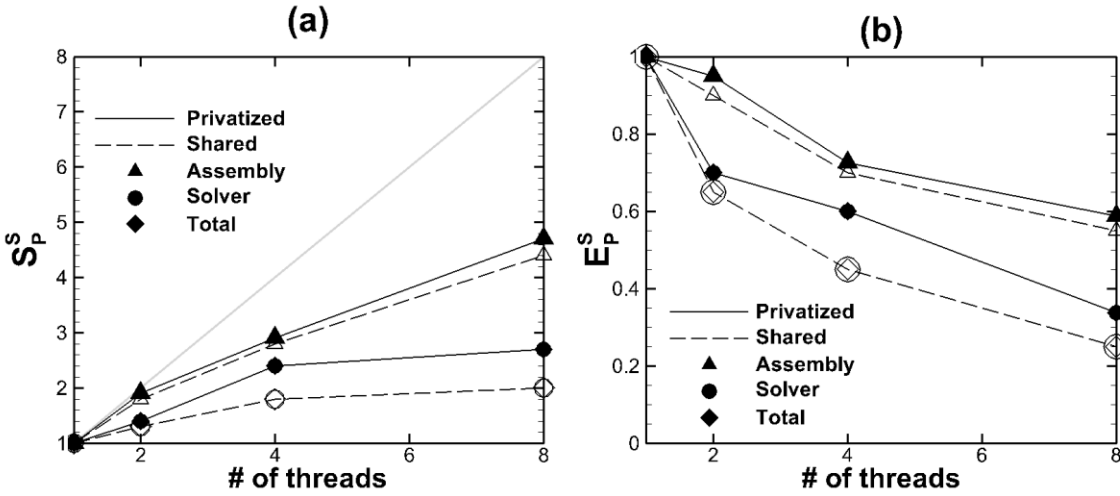 (a)
8
7
6
5
4
3
2
1
Privatized
Shared
Assembly
Solver
Total
S_P^S
2 4 6 8
# of threads
(b)
1
0.8
0.6
0.4
0.2
0
Privatized
Shared
Assembly
Solver
Total
E_P^S
2 4 6 8
# of threads